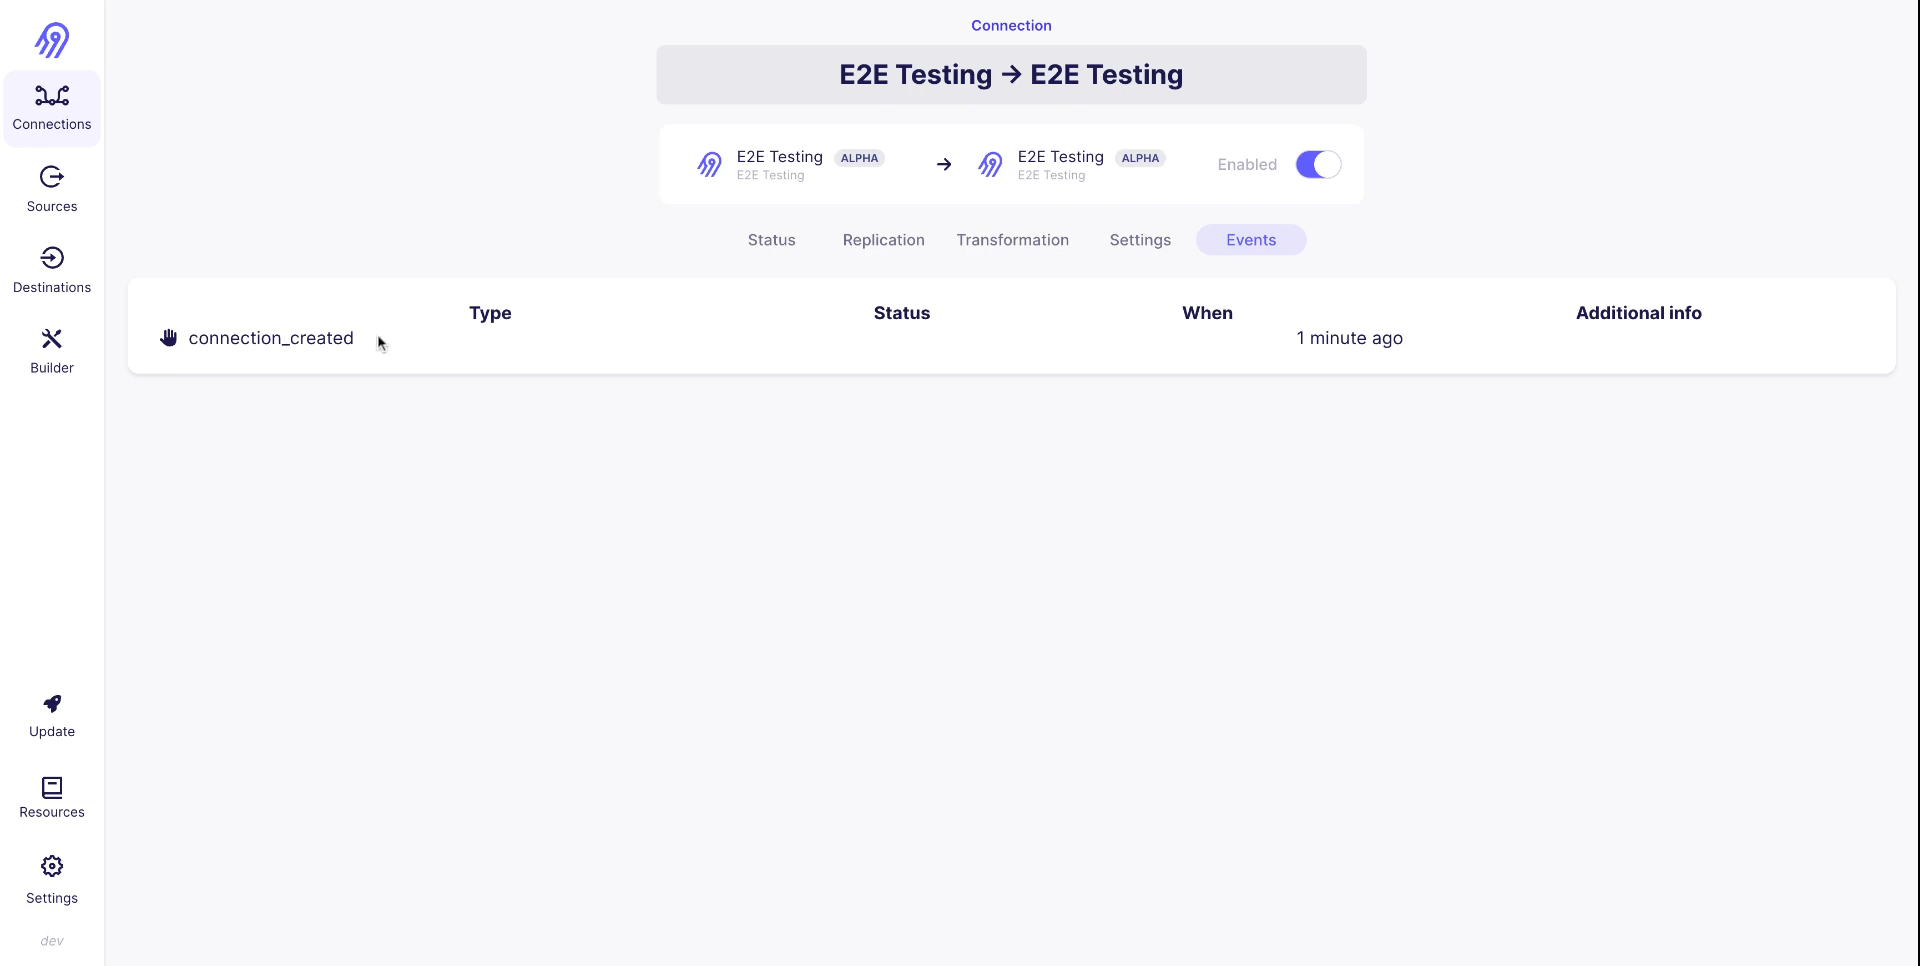 Connection
E2E Testing → E2E Testing
E2E Testing ALPHA → E2E Testing ALPHA Enabled
E2E Testing E2E Testing
Status Replication Transformation Settings Events
Type Status When Additional info
connection_created 1 minute ago
Connections
Sources
Destinations
Builder
Update
Resources
Settings
dev